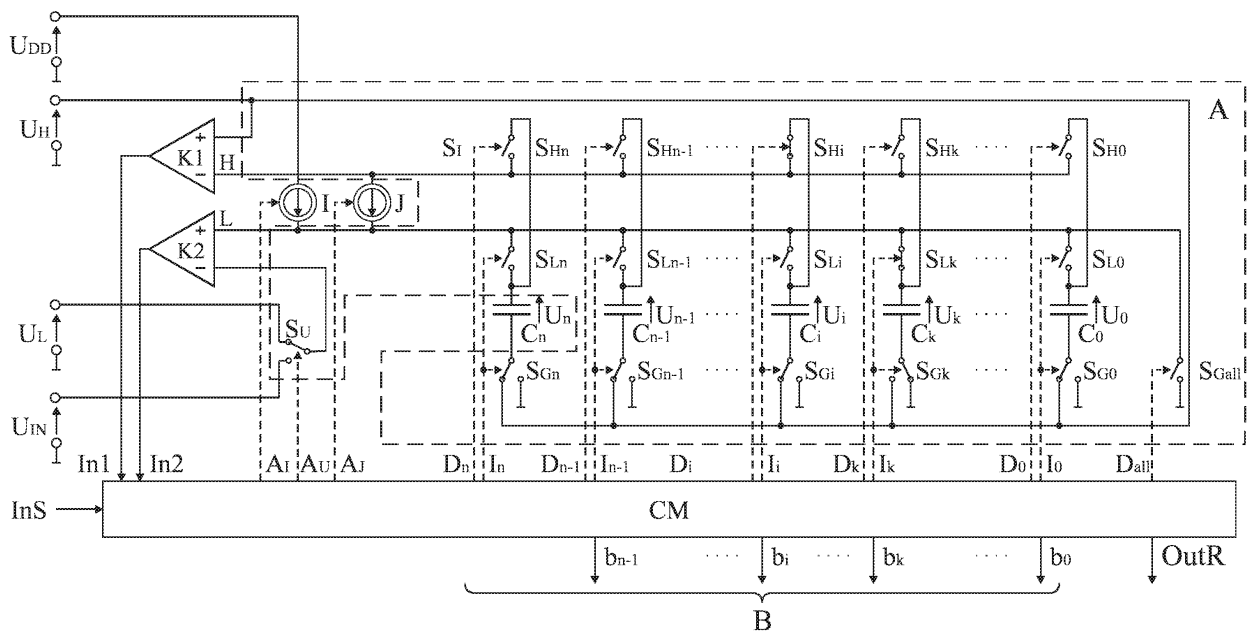 UDD
UH
A
K1
+
−
H
I
J
SI
SHn
SHn-1
....
SHi
SHk
....
SH0
K2
+
−
L
SLn
SLn-1
....
SLi
SLk
....
SL0
UL
SU
Un
Un-1
Ui
Uk
U0
Cn
Cn-1
Ci
Ck
C0
UIN
SGn
SGn-1
....
SGi
SGk
....
SG0
SGall
In1
In2
AI
AU
AJ
Dn
In
Dn-1
In-1
Di
Ii
Dk
Ik
D0
I0
Dall
InS
CM
bn-1
....
bi
....
bk
....
b0
OutR
B